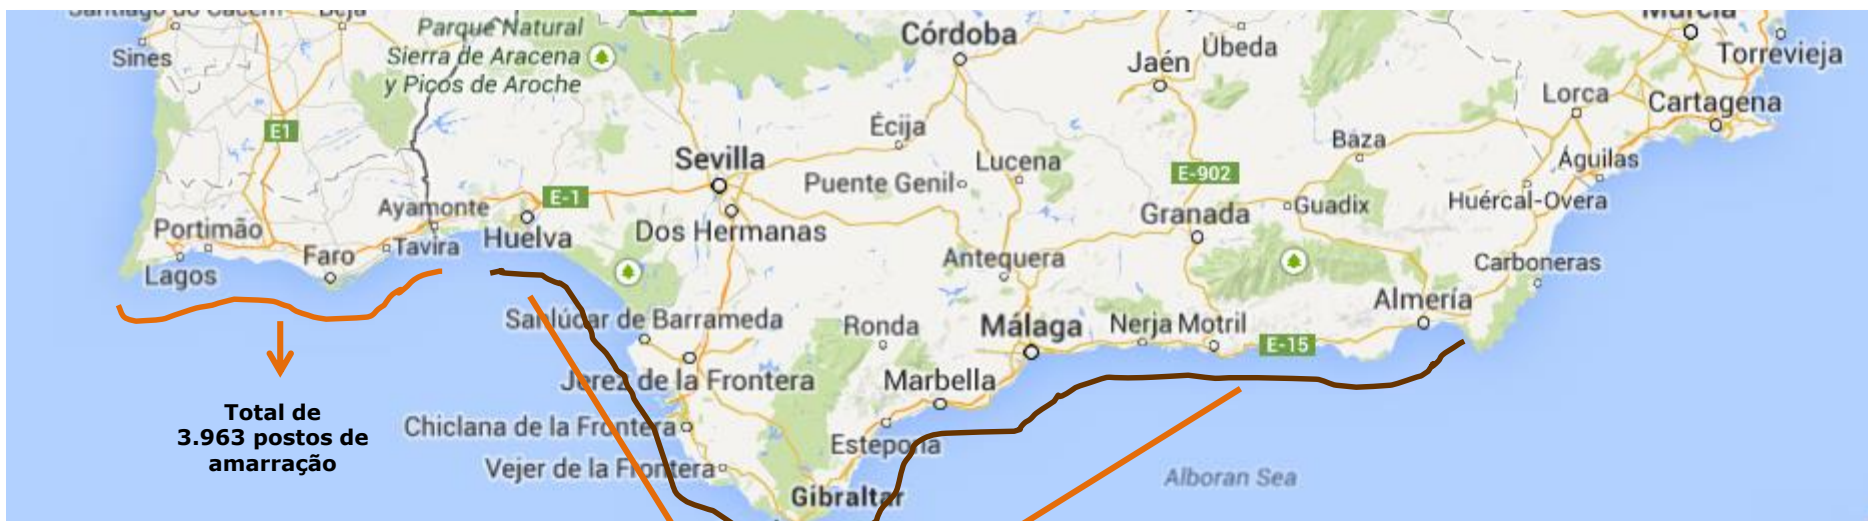 Parque Natural
Sierra de Aracena
y Picos de Aroche
Córdoba
Úbeda
Jaén
Torrevieja
Sines
Lorca
Cartagena
E1
Écija
Baza
Sevilla
Lucena
Águilas
E-902
Puente Genil
E-1
Guadix
Huércal-Overa
Ayamonte
Granada
Portimão
Dos Hermanas
Huelva
Tavira
Faro
Antequera
Carboneras
Lagos
Almería
Sanlúcar de Barrameda
Ronda
Málaga
Nerja
Motril
E-15
Jerez de la Frontera
Marbella
Total de
3.963 postos de
amarração
Chiclana de la Frontera
Estepona
Vejer de la Frontera
Alboran Sea
Gibraltar